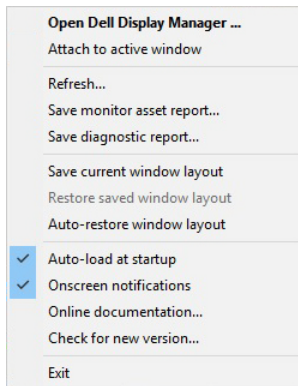 Open Dell Display Manager ...
Attach to active window
Refresh...
Save monitor asset report...
Save diagnostic report...
Save current window layout
Restore saved window layout
Auto-restore window layout
Auto-load at startup
Onscreen notifications
Online documentation...
Check for new version...
Exit